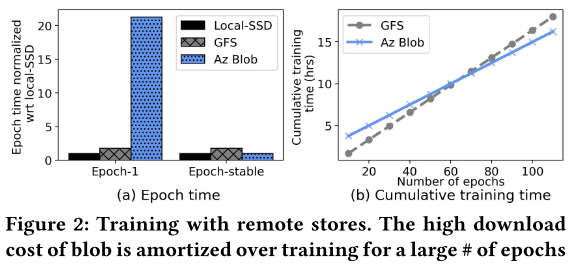 Epoch time normalized
wrt local-SSD
20
15
10
5
0
Local-SSD
GFS
Az Blob
Epoch-1
Epoch-stable
(a) Epoch time
Cumulative training
time (hrs)
15
10
5
GFS
Az Blob
20
40
60
80
100
Number of epochs
(b) Cumulative training time
Figure 2: Training with remote stores. The high download
cost of blob is amortized over training for a large # of epochs